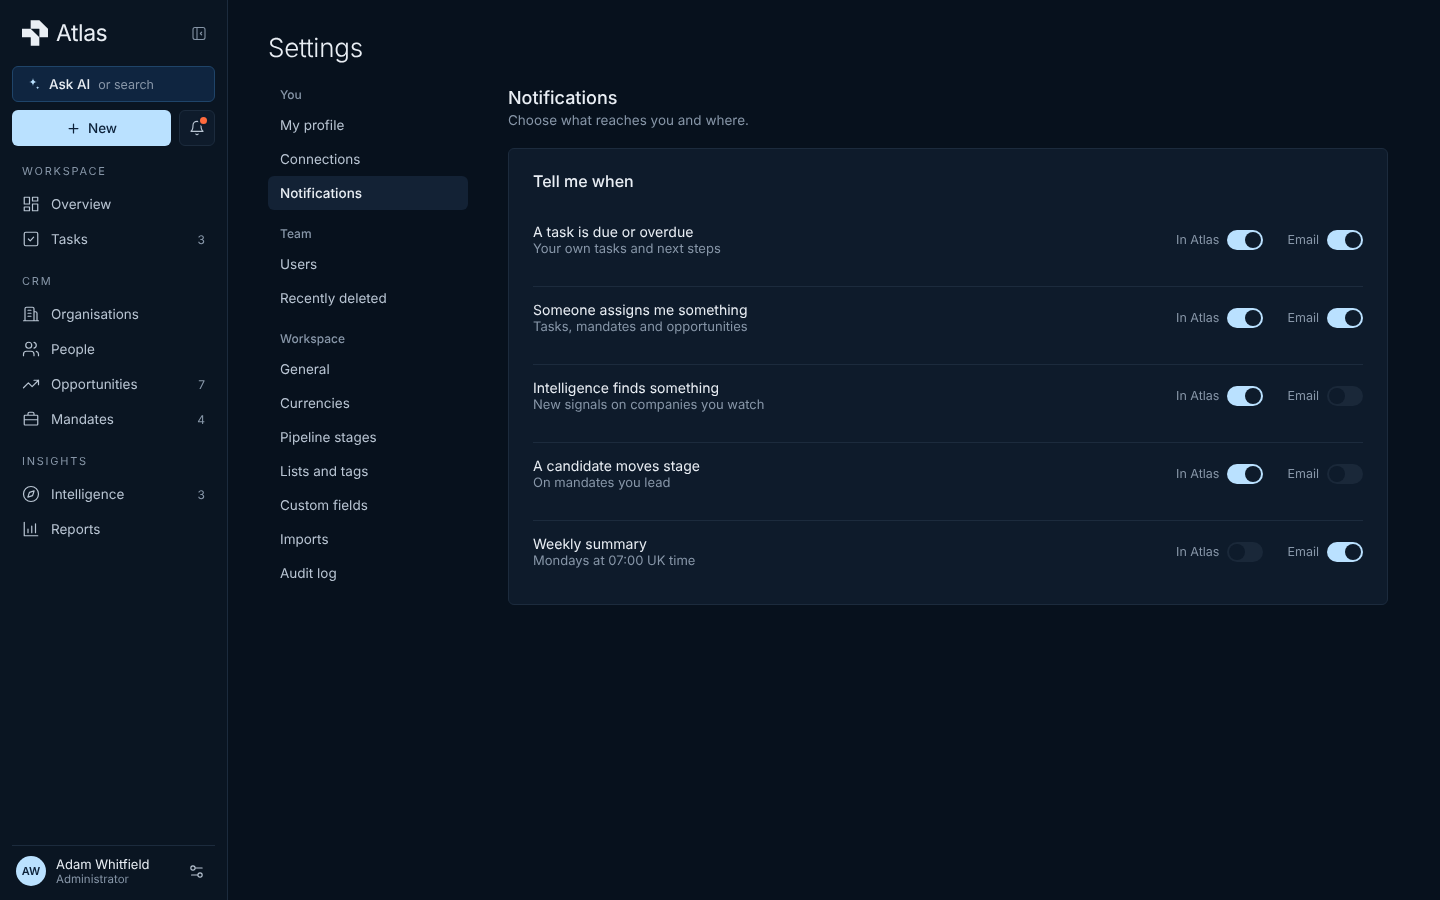 Atlas
Ask AI or search
New
WORKSPACE
Overview
Tasks 3
CRM
Organisations
People
Opportunities 7
Mandates 4
INSIGHTS
Intelligence 3
Reports
AW
Adam Whitfield
Administrator
Settings
You
My profile
Connections
Notifications
Team
Users
Recently deleted
Workspace
General
Currencies
Pipeline stages
Lists and tags
Custom fields
Imports
Audit log
Notifications
Choose what reaches you and where.
Tell me when
A task is due or overdue
Your own tasks and next steps
In Atlas Email
Someone assigns me something
Tasks, mandates and opportunities
In Atlas Email
Intelligence finds something
New signals on companies you watch
In Atlas Email
A candidate moves stage
On mandates you lead
In Atlas Email
Weekly summary
Mondays at 07:00 UK time
In Atlas Email